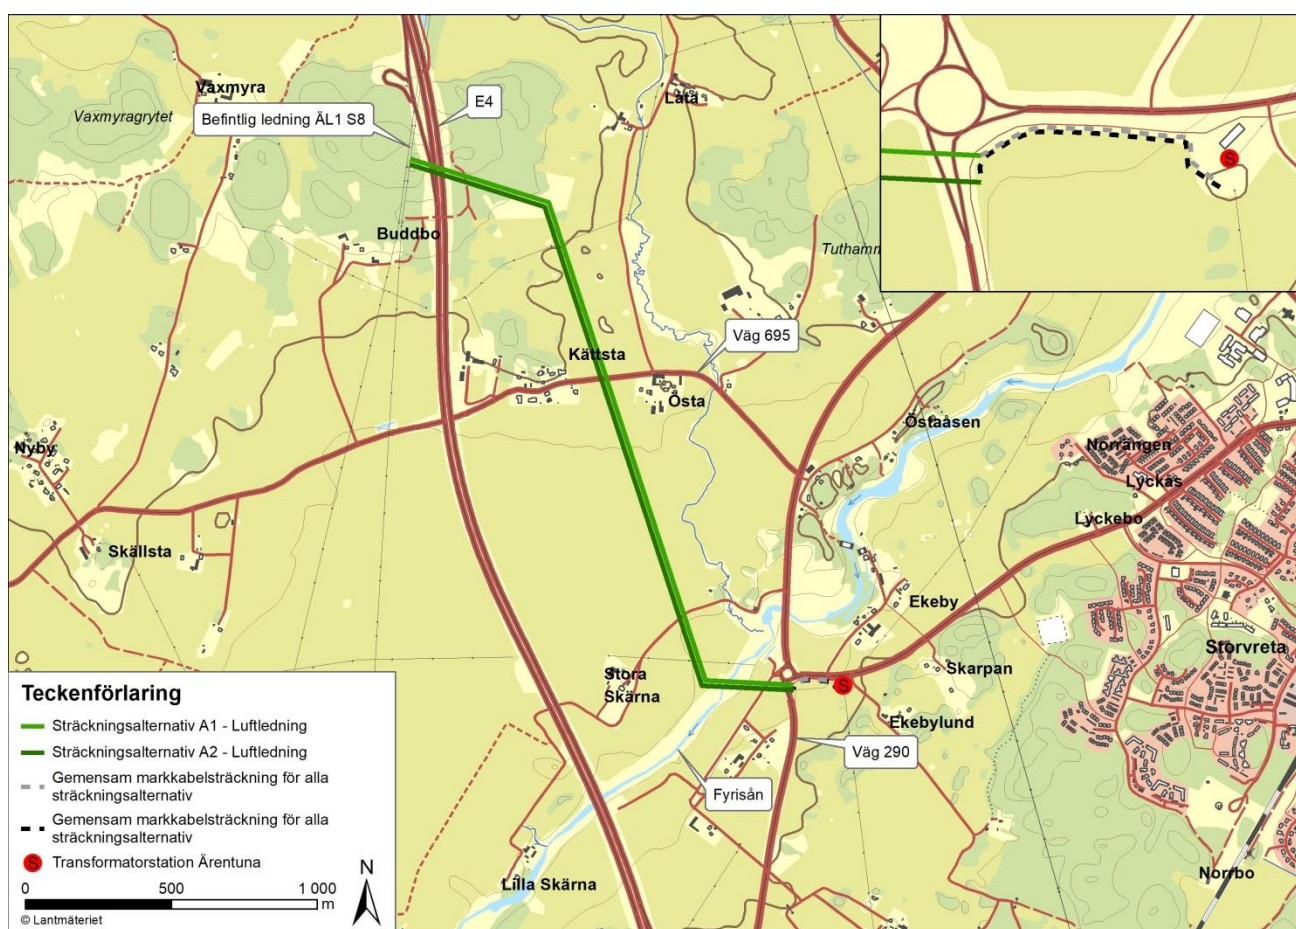 Vaxmyra
Vaxmyragrytet
E4
Lata
Befintlig ledning ÄL1 S8
Buddbo
Tuthamm
S
Väg 695
Kättsta
Östa
Östaåsen
Norrängen
Nyby
Lyckås
Lyckebo
Skällsta
Ekeby
Storvreta
Skarpan
Stora
Skärna
S
Ekebylund
Väg 290
Fyrisån
Lilla Skärna
Norrbo
Teckenförlaring
Sträckningsalternativ A1 - Luftledning
Sträckningsalternativ A2 - Luftledning
Gemensam markkabelsträckning för alla
sträckningsalternativ
Gemensam markkabelsträckning för alla
sträckningsalternativ
S Transformatorstation Ärentuna
N
0 500 1 000
m
© Lantmäteriet